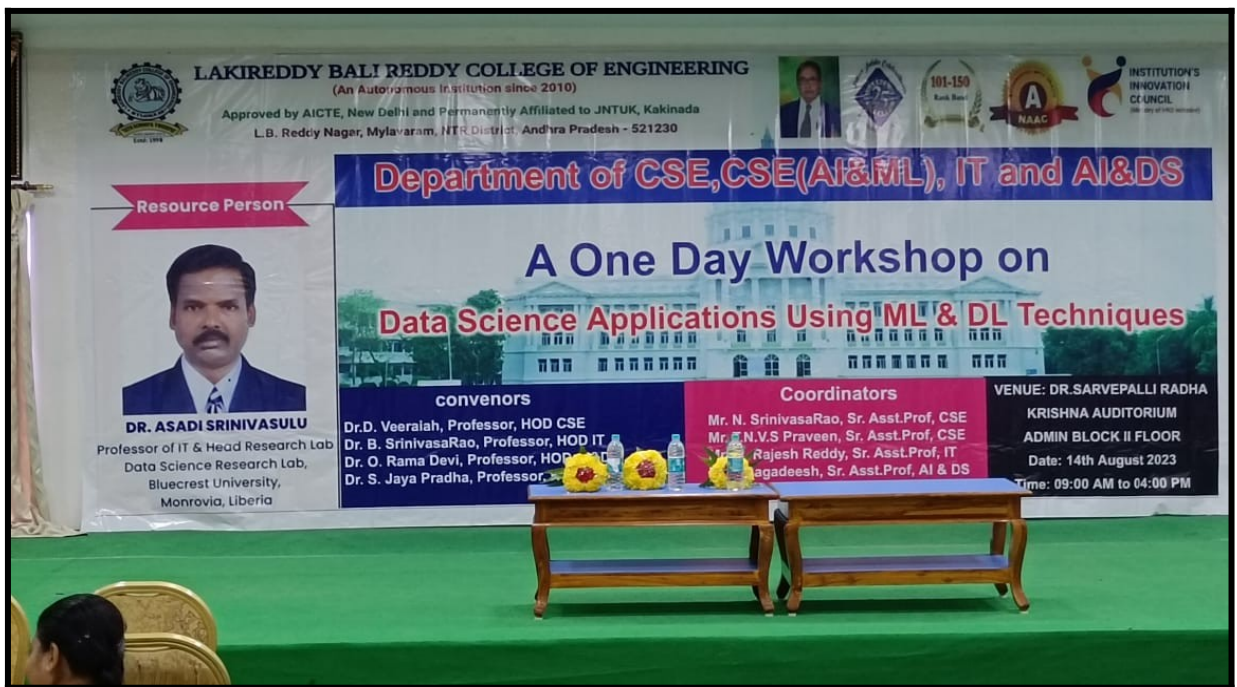 LAKIREDDY BALI REDDY COLLEGE OF ENGINEERING
(An Autonomous Institution since 2010)
Approved by AICTE, New Delhi and Permanently Affiliated to JNTUK, Kakinada
L.B. Reddy Nagar, Mylavaram, NTR District, Andhra Pradesh - 521230
101-150
Rank Band
A
NAAC
INSTITUTION'S
INNOVATION
COUNCIL
Resource Person
DR. ASADI SRINIVASULU
Professor of IT & Head Research Lab
Data Science Research Lab,
Bluecrest University,
Monrovia, Liberia
Department of CSE,CSE(AI&ML), IT and AI&DS
A One Day Workshop on
Data Science Applications Using ML & DL Techniques
convenors
Dr.D. Veeraiah, Professor, HOD CSE
Dr. B. SrinivasaRao, Professor, HOD IT
Dr. O. Rama Devi, Professor,
Dr. S. Jaya Pradha, Professor,
Coordinators
Mr. N. SrinivasaRao, Sr. Asst.Prof, CSE
Praveen, Sr. Asst.Prof, CSE
Rajesh Reddy, Sr. Asst.Prof, IT
Sr. Asst.Prof, AI & DS
VENUE: DR.SARVEPALLI RADHA
KRISHNA AUDITORIUM
ADMIN BLOCK II FLOOR
Date: 14th August 2023
Time: 09:00 AM to 04:00 PM